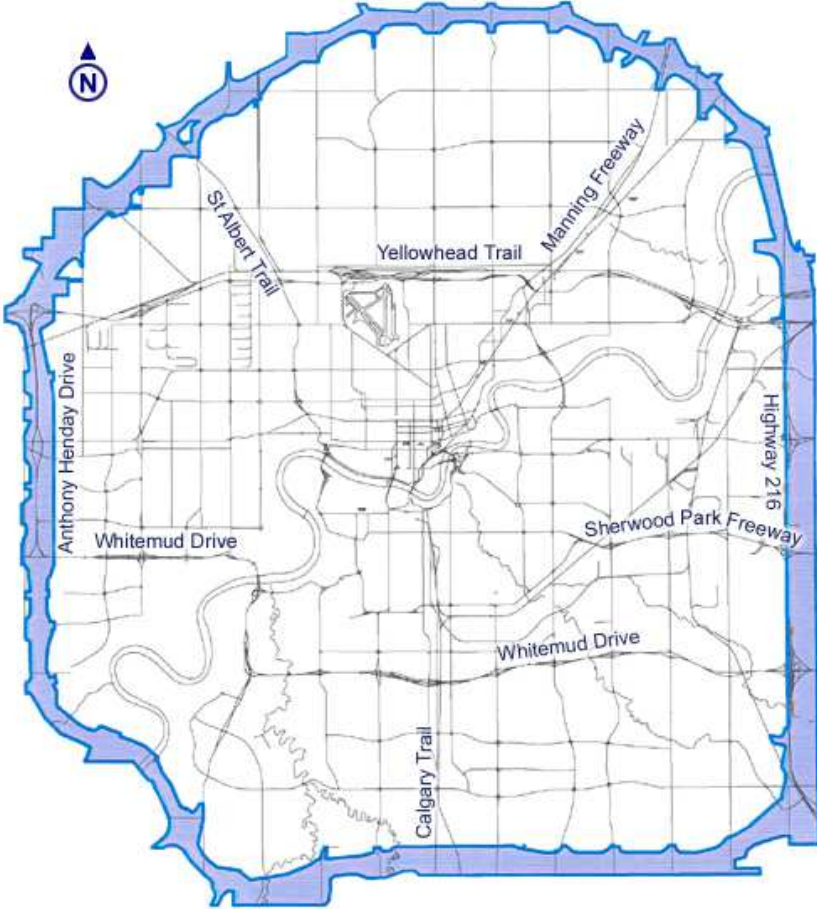 N
Manning Freeway
St Albert Trail
Yellowhead Trail
Anthony Henday Drive
Highway 216
Sherwood Park Freeway
Whitemud Drive
Whitemud Drive
Calgary Trail